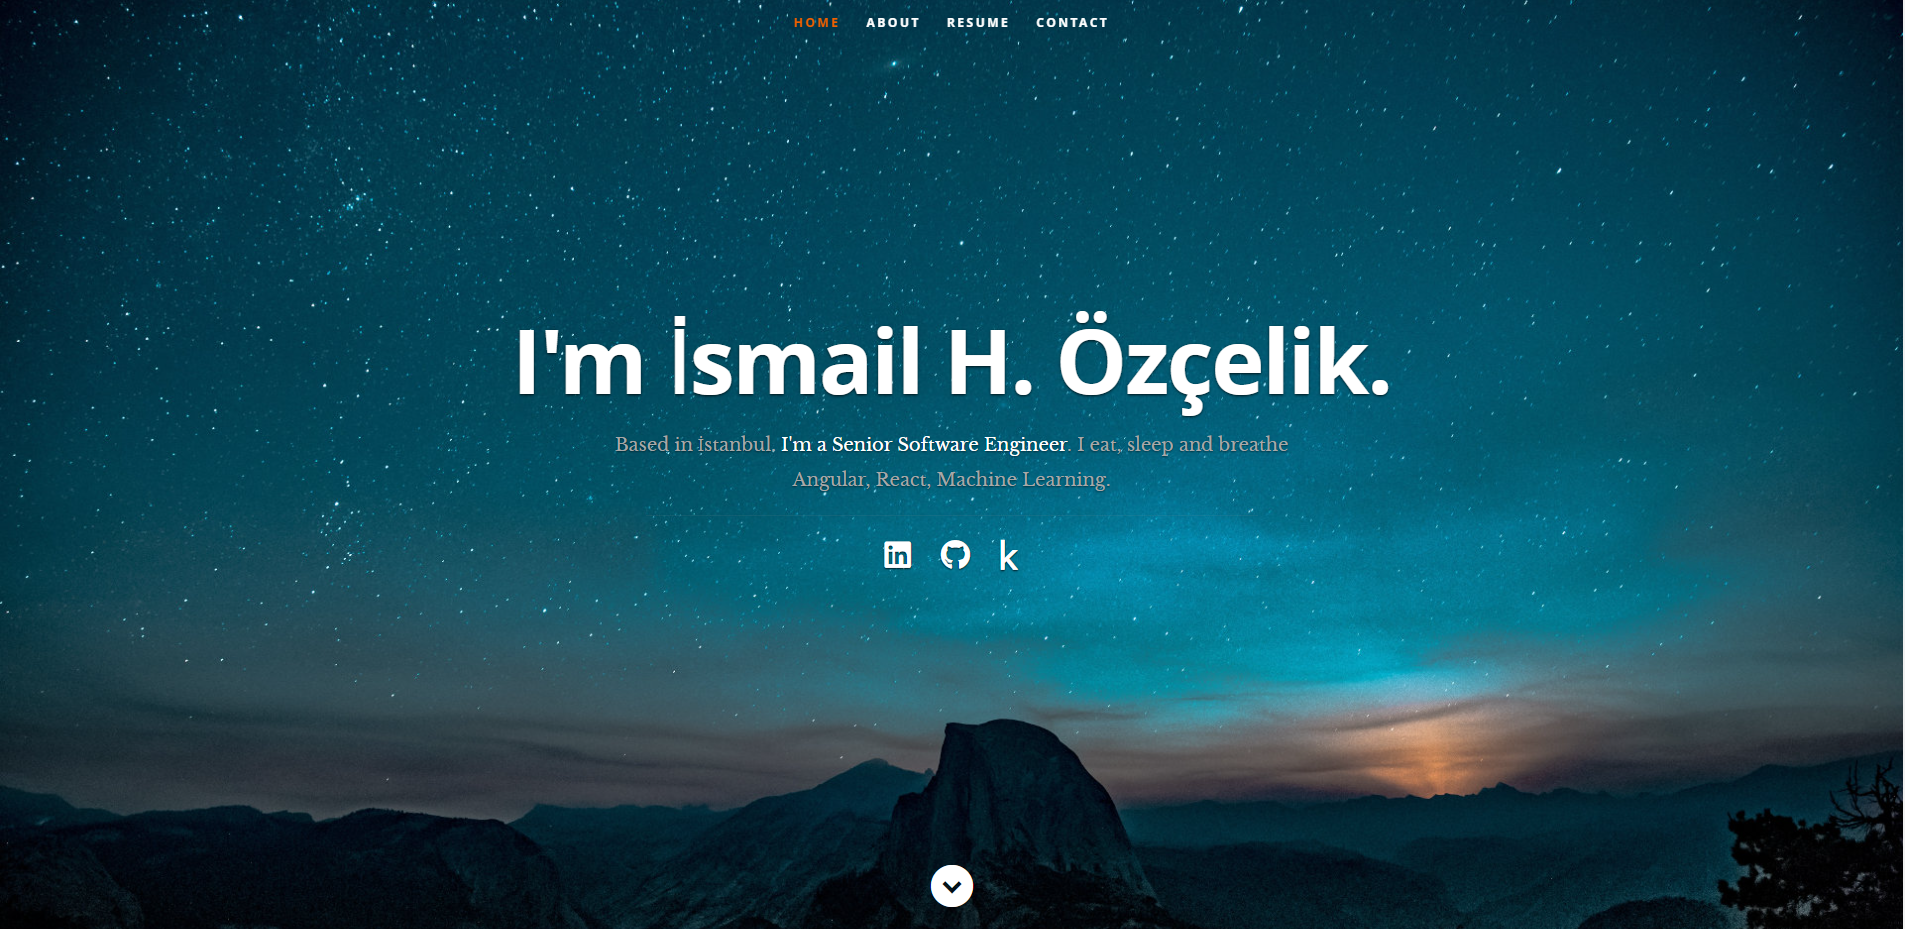 HOME ABOUT RESUME CONTACT
I'm İsmail H. Özçelik.
Based in İstanbul, I'm a Senior Software Engineer. I eat, sleep and breathe
Angular, React, Machine Learning.
in k